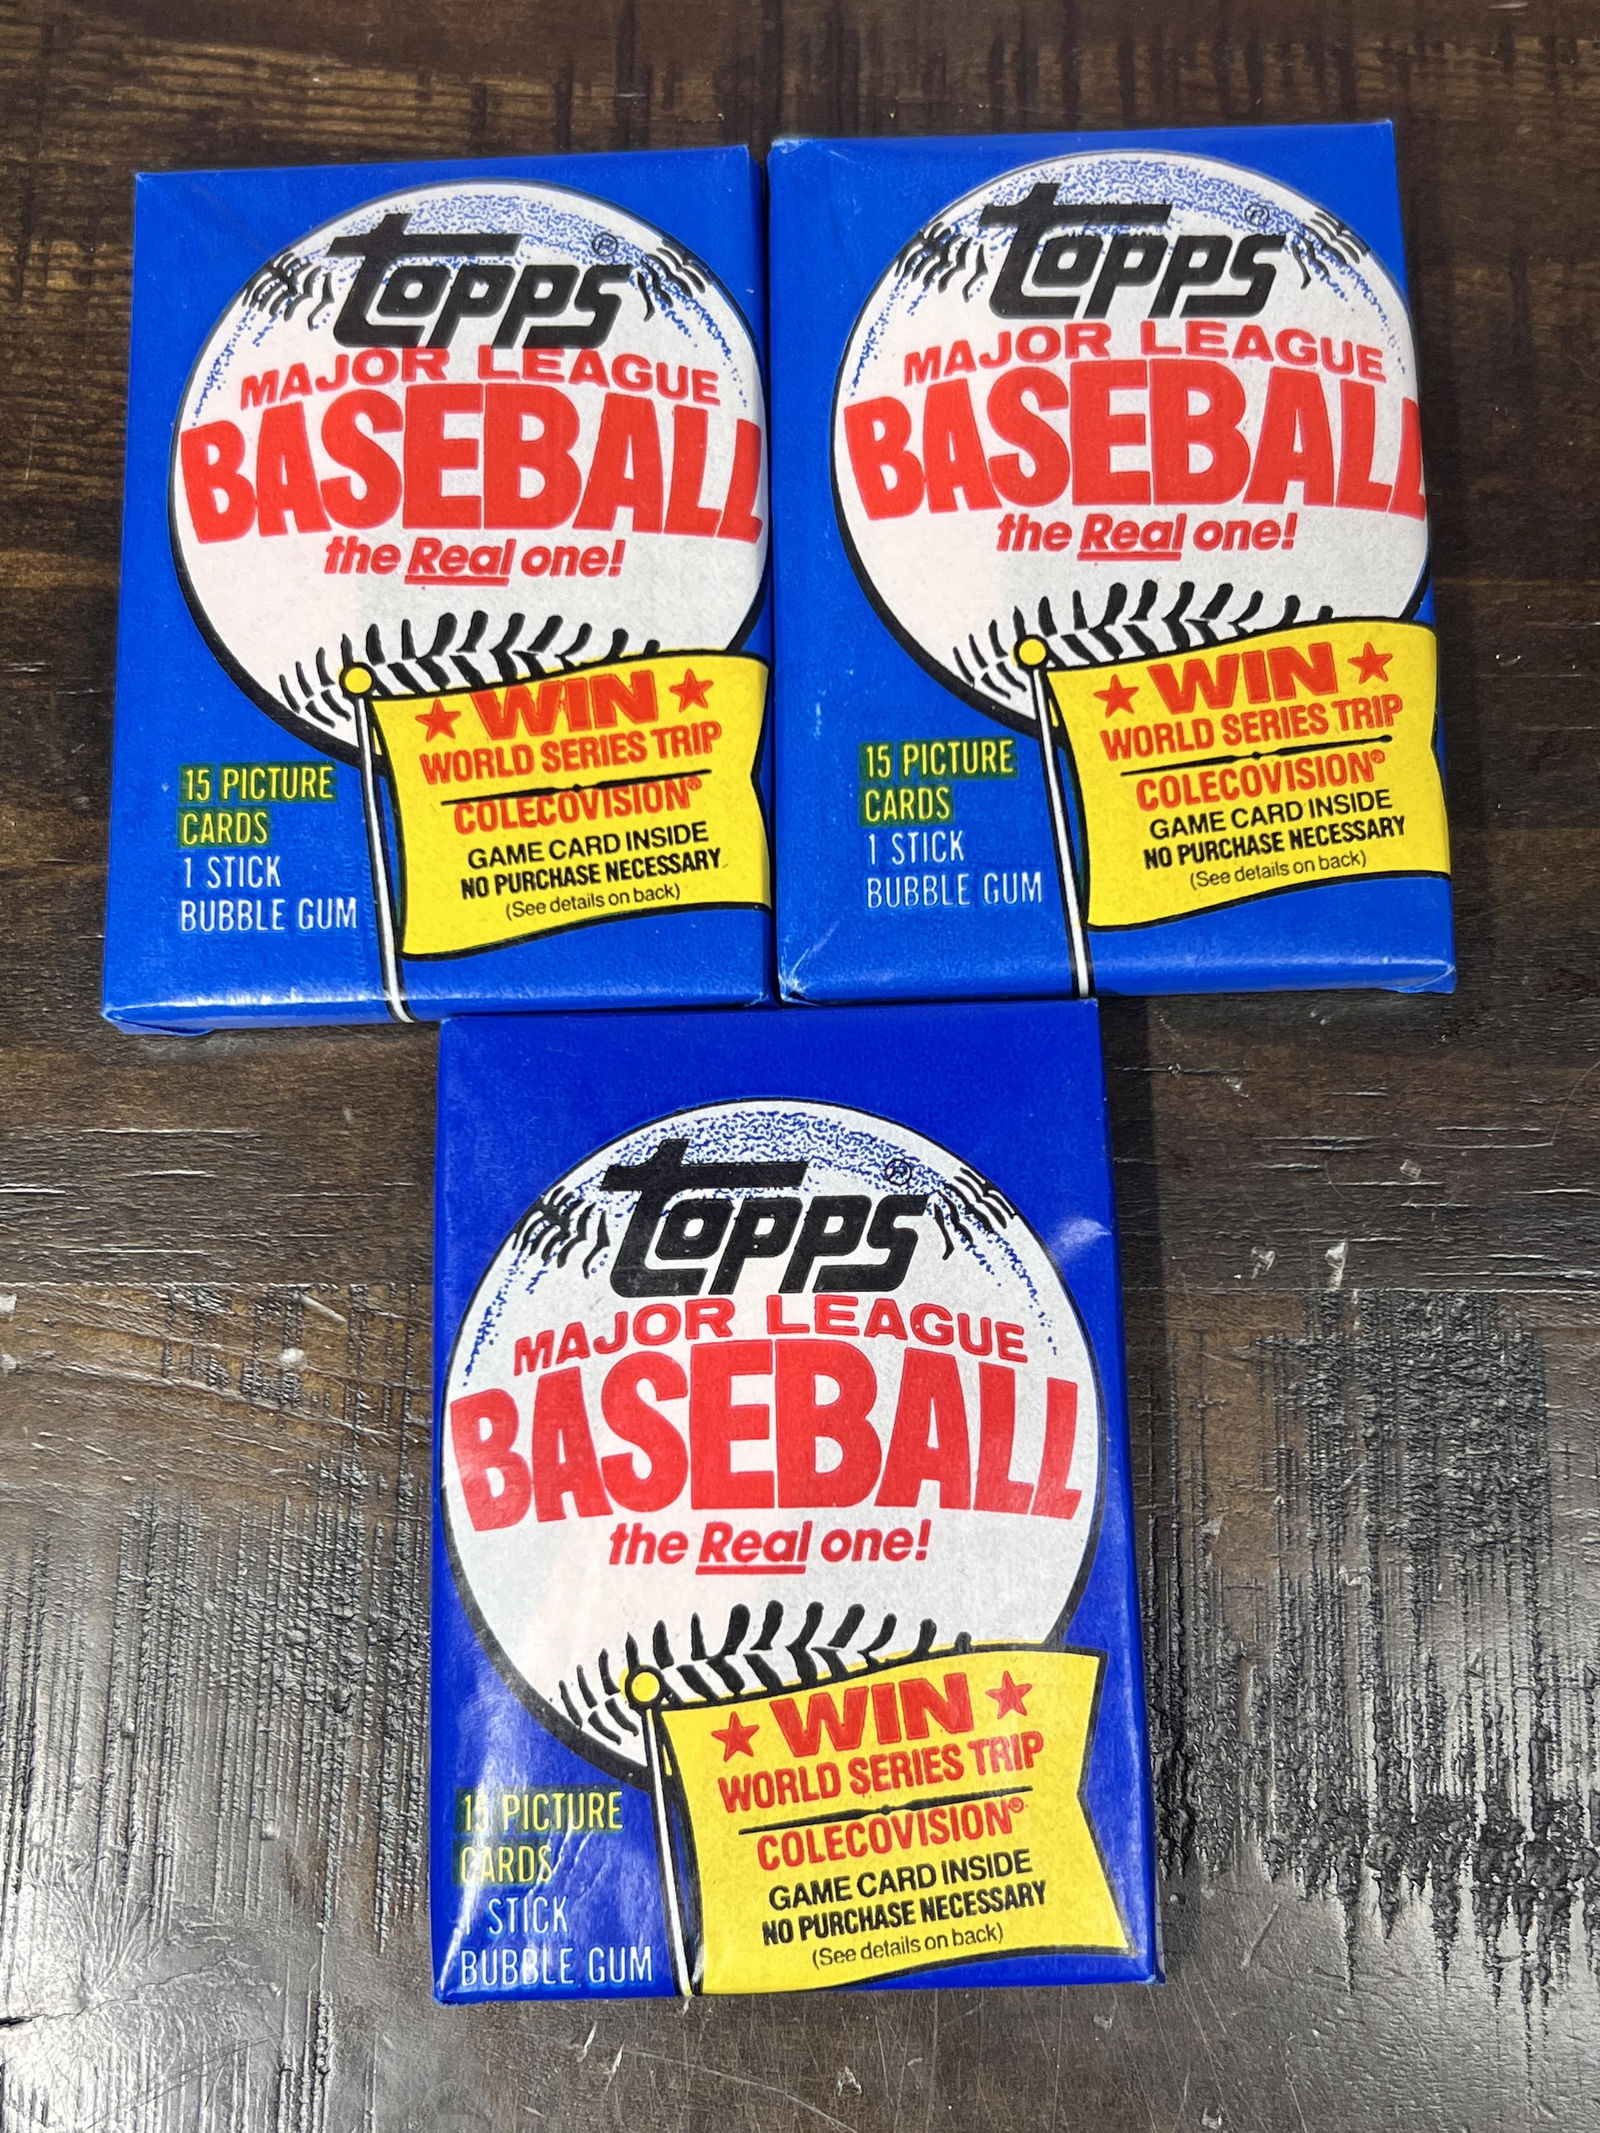 topps®
MAJOR LEAGUE
BASEBALL
the Real one!
★ WIN ★
WORLD SERIES TRIP
COLECOVISION®
GAME CARD INSIDE
NO PURCHASE NECESSARY
(See details on back)
15 PICTURE
CARDS
1 STICK
BUBBLE GUM
topps®
MAJOR LEAGUE
BASEBALL
the Real one!
★ WIN ★
WORLD SERIES TRIP
COLECOVISION®
GAME CARD INSIDE
NO PURCHASE NECESSARY
(See details on back)
15 PICTURE
CARDS
1 STICK
BUBBLE GUM
topps®
MAJOR LEAGUE
BASEBALL
the Real one!
★ WIN ★
WORLD SERIES TRIP
COLECOVISION®
GAME CARD INSIDE
NO PURCHASE NECESSARY
(See details on back)
15 PICTURE
CARDS
1 STICK
BUBBLE GUM